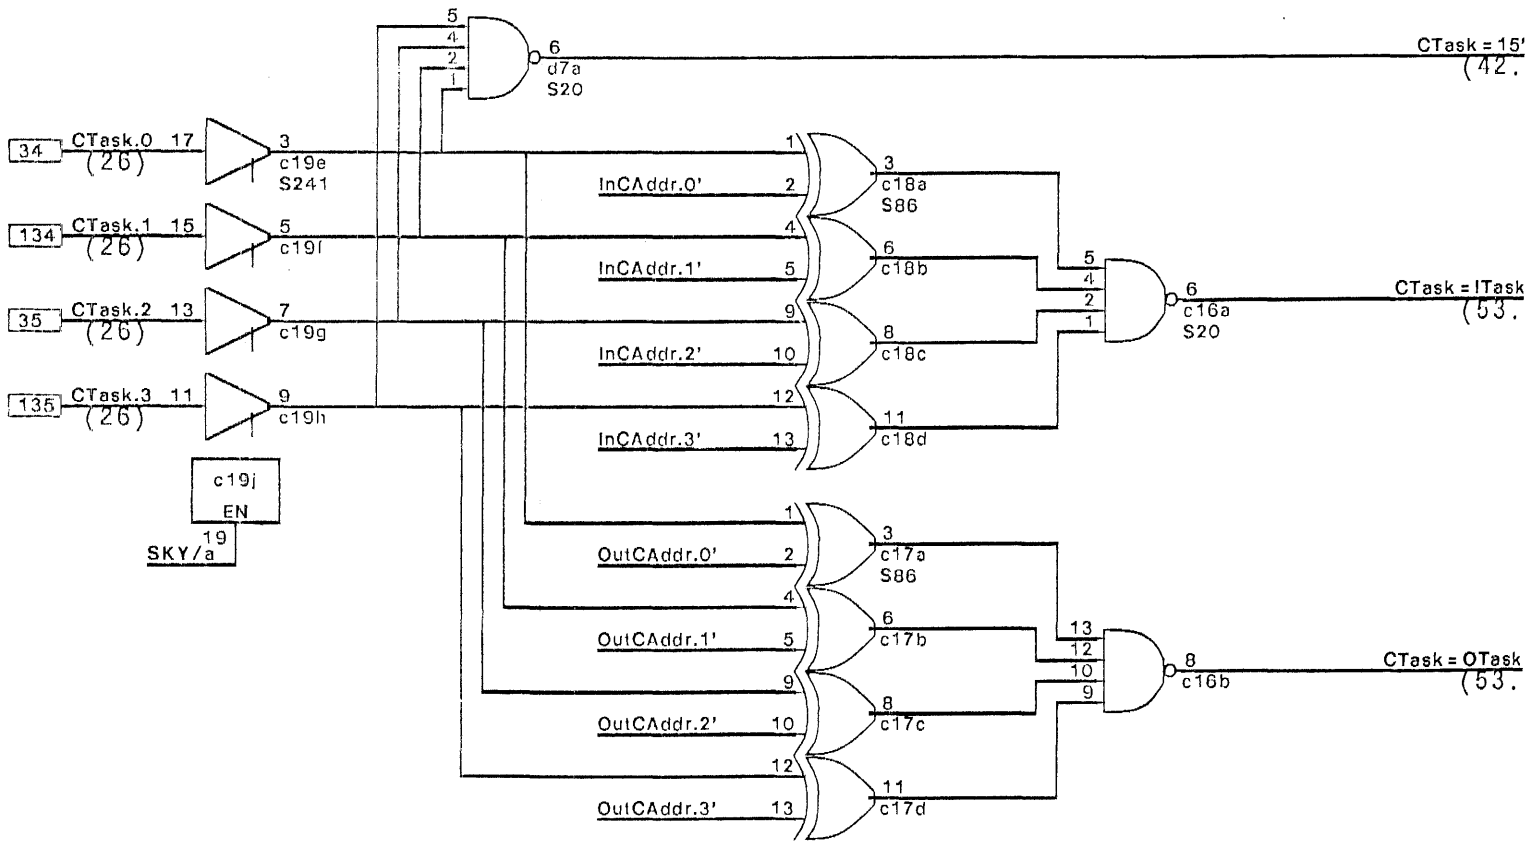 5
4
2
1
6
d7a
S20
CTask = 15'
(42.
34
CTask.0
(26)
17
3
c19e
S241
134
CTask.1
(26)
15
5
c19f
35
CTask.2
(26)
13
7
c19g
135
CTask.3
(26)
11
9
c19h
c19j
EN
19
SKY/a
1
InCAddr.0' 2
3
c18a
S86
4
InCAddr.1' 5
6
c18b
9
InCAddr.2' 10
8
c18c
12
InCAddr.3' 13
11
c18d
5
4
2
1
6
c16a
S20
CTask = ITask
(53.
1
OutCAddr.0' 2
3
c17a
S86
4
OutCAddr.1' 5
6
c17b
9
OutCAddr.2' 10
8
c17c
12
OutCAddr.3' 13
11
c17d
13
12
10
9
8
c16b
CTask = OTask
(53.